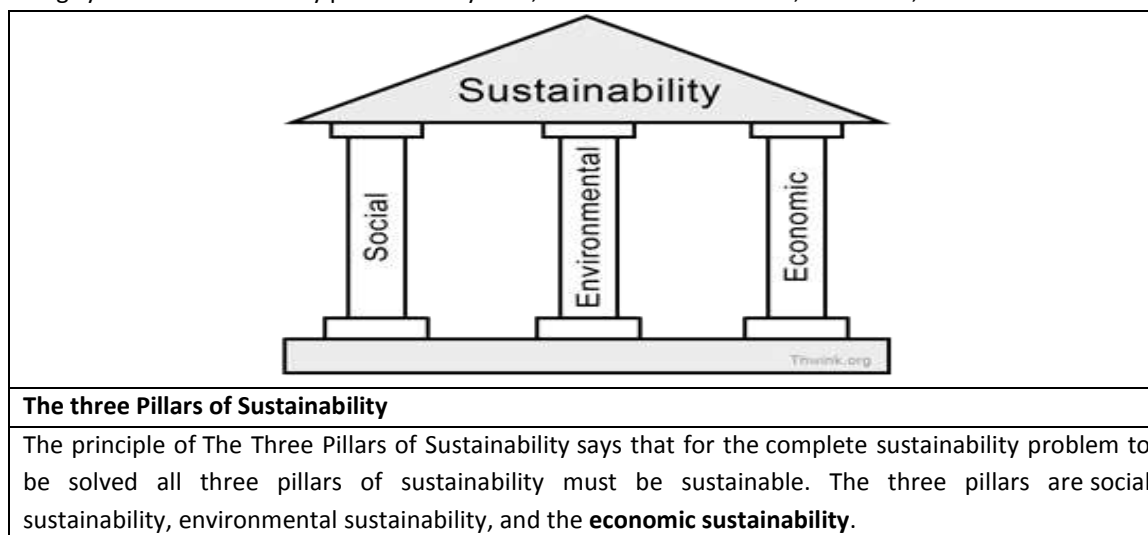 Sustainability
Social
Environmental
Economic
Thwink.org
The three Pillars of Sustainability
The principle of The Three Pillars of Sustainability says that for the complete sustainability problem to
be solved all three pillars of sustainability must be sustainable. The three pillars are social
sustainability, environmental sustainability, and the economic sustainability.